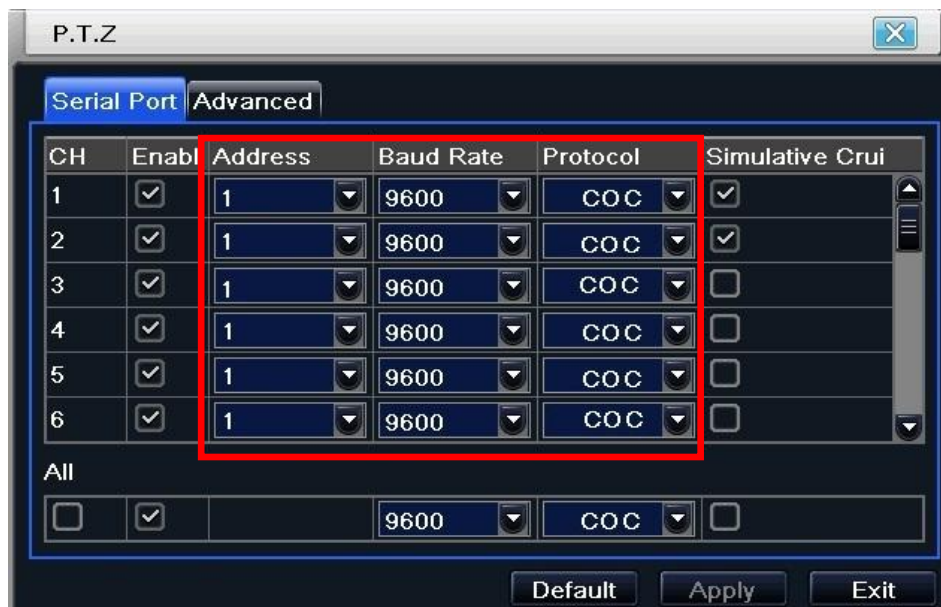 P.T.Z
Serial Port Advanced
CH Enabl Address Baud Rate Protocol Simulative Crui
1 1 9600 COC
2 1 9600 COC
3 1 9600 COC
4 1 9600 COC
5 1 9600 COC
6 1 9600 COC
All
9600 COC
Default Apply Exit